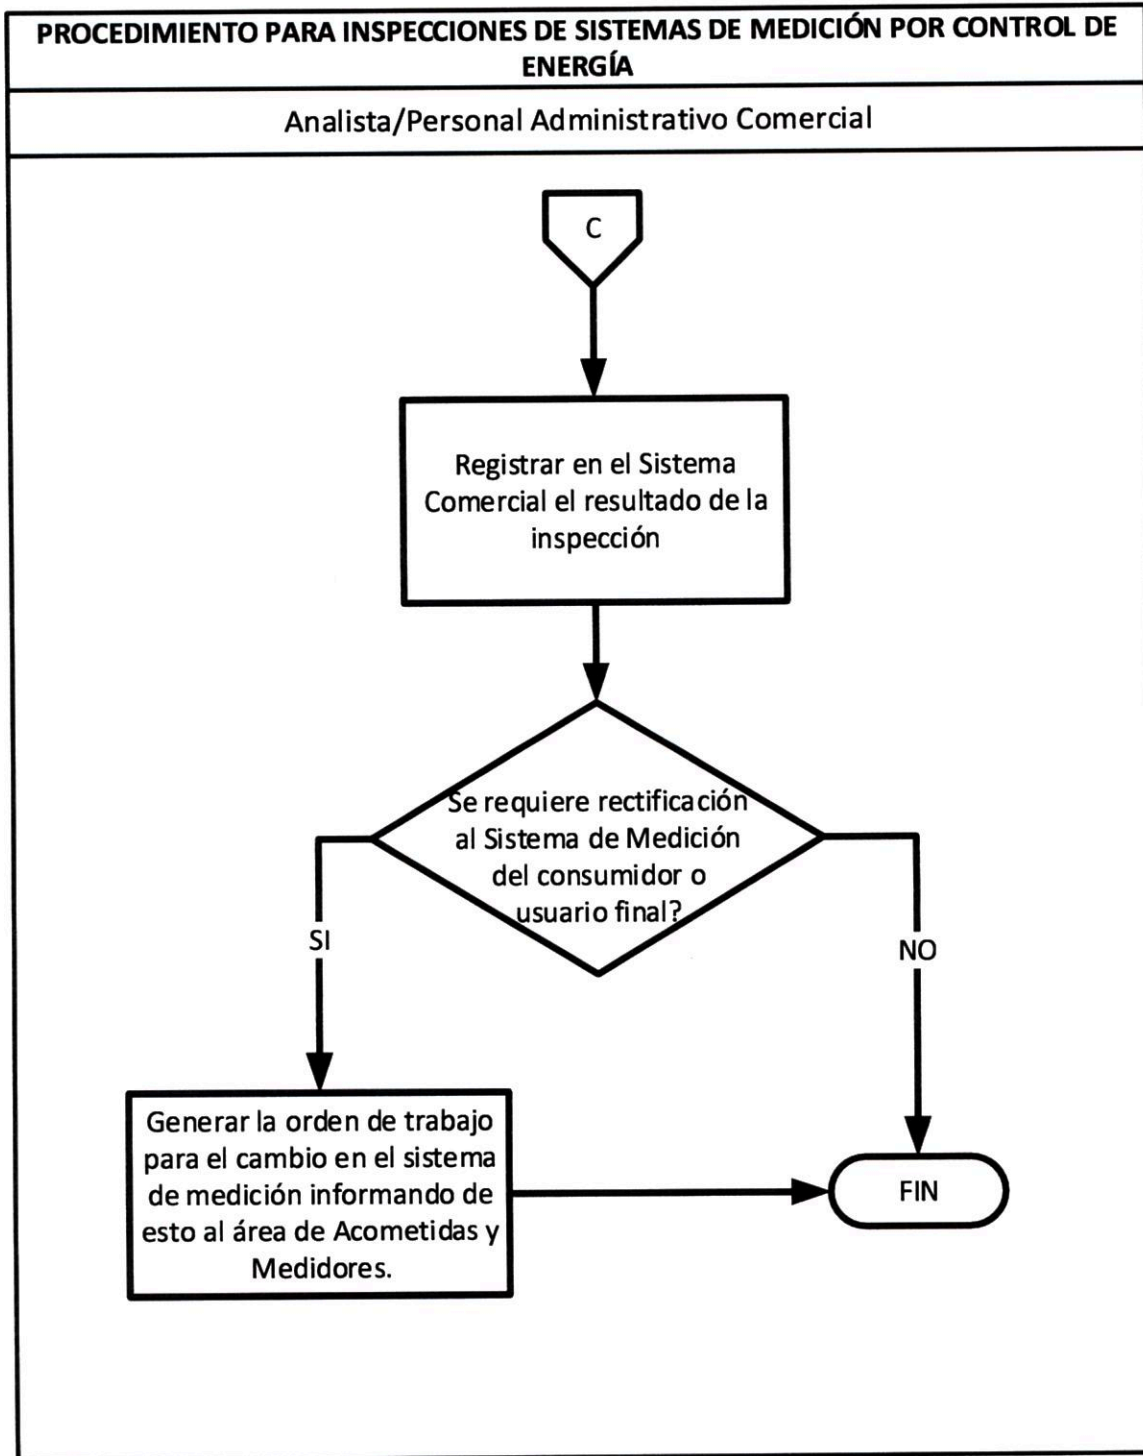 PROCEDIMIENTO PARA INSPECCIONES DE SISTEMAS DE MEDICIÓN POR CONTROL DE
ENERGÍA
Analista/Personal Administrativo Comercial
C
Registrar en el Sistema
Comercial el resultado de la
inspección
Se requiere rectificación
al Sistema de Medición
del consumidor o
usuario final?
SI
NO
Generar la orden de trabajo
para el cambio en el sistema
de medición informando de
esto al área de Acometidas y
Medidores.
FIN